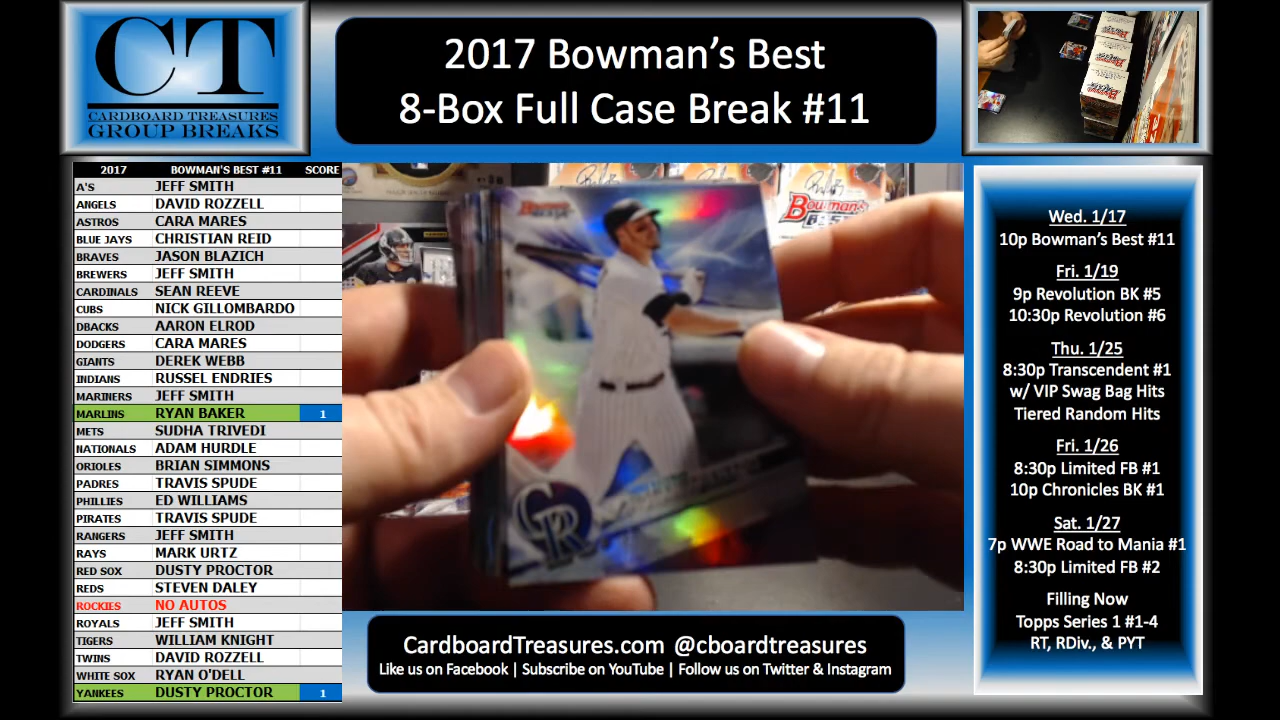 CT
CARDBOARD TREASURES
GROUP BREAKS
2017 Bowman's Best
8-Box Full Case Break #11
2017 BOWMAN'S BEST #11 SCORE
A'S JEFF SMITH
ANGELS DAVID ROZZELL
ASTROS CARA MARES
BLUE JAYS CHRISTIAN REID
BRAVES JASON BLAZICH
BREWERS JEFF SMITH
CARDINALS SEAN REEVE
CUBS NICK GILLOMBARDO
DBACKS AARON ELROD
DODGERS CARA MARES
GIANTS DEREK WEBB
INDIANS RUSSEL ENDRIES
MARINERS JEFF SMITH
MARLINS RYAN BAKER 1
METS SUDHA TRIVEDI
NATIONALS ADAM HURDLE
ORIOLES BRIAN SIMMONS
PADRES TRAVIS SPUDE
PHILLIES ED WILLIAMS
PIRATES TRAVIS SPUDE
RANGERS JEFF SMITH
RAYS MARK URTZ
RED SOX DUSTY PROCTOR
REDS STEVEN DALEY
ROCKIES NO AUTOS
ROYALS JEFF SMITH
TIGERS WILLIAM KNIGHT
TWINS DAVID ROZZELL
WHITE SOX RYAN O'DELL
YANKEES DUSTY PROCTOR 1
Bowman's
BEST
CR
CardboardTreasures.com @cboardtreasures
Like us on Facebook | Subscribe on YouTube | Follow us on Twitter & Instagram
Wed. 1/17
10p Bowman's Best #11
Fri. 1/19
9p Revolution BK #5
10:30p Revolution #6
Thu. 1/25
8:30p Transcendent #1
w/ VIP Swag Bag Hits
Tiered Random Hits
Fri. 1/26
8:30p Limited FB #1
10p Chronicles BK #1
Sat. 1/27
7p WWE Road to Mania #1
8:30p Limited FB #2
Filling Now
Topps Series 1 #1-4
RT, RDiv., & PYT